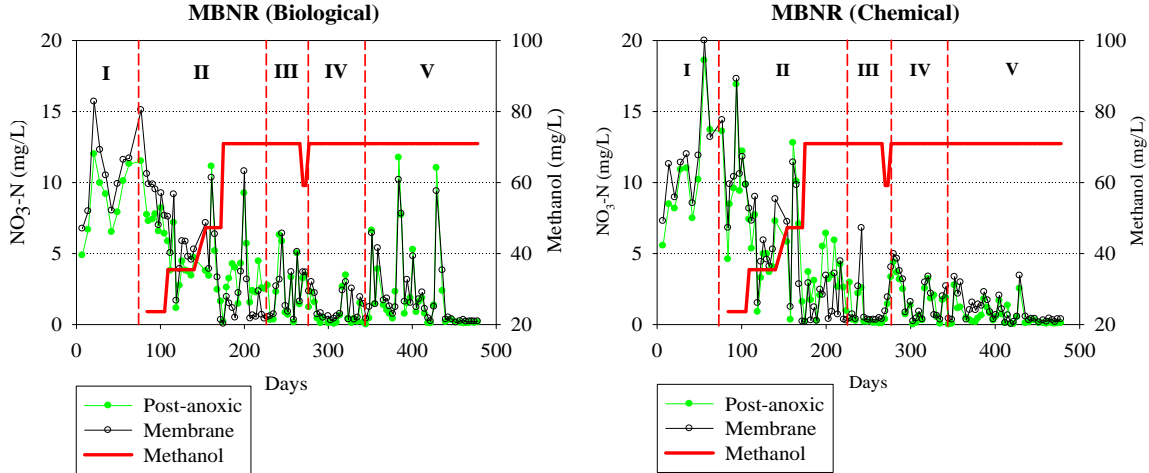 MBNR (Biological)
20
15
10
5
0
NO3-N (mg/L)
I
II
III
IV
V
100
80
60
40
20
Methanol (mg/L)
0
100
200
300
400
500
Days
Post-anoxic
Membrane
Methanol
MBNR (Chemical)
20
15
10
5
0
NO3-N (mg/L)
I
II
III
IV
V
100
80
60
40
20
Methanol (mg/L)
0
100
200
300
400
500
Days
Post-anoxic
Membrane
Methanol